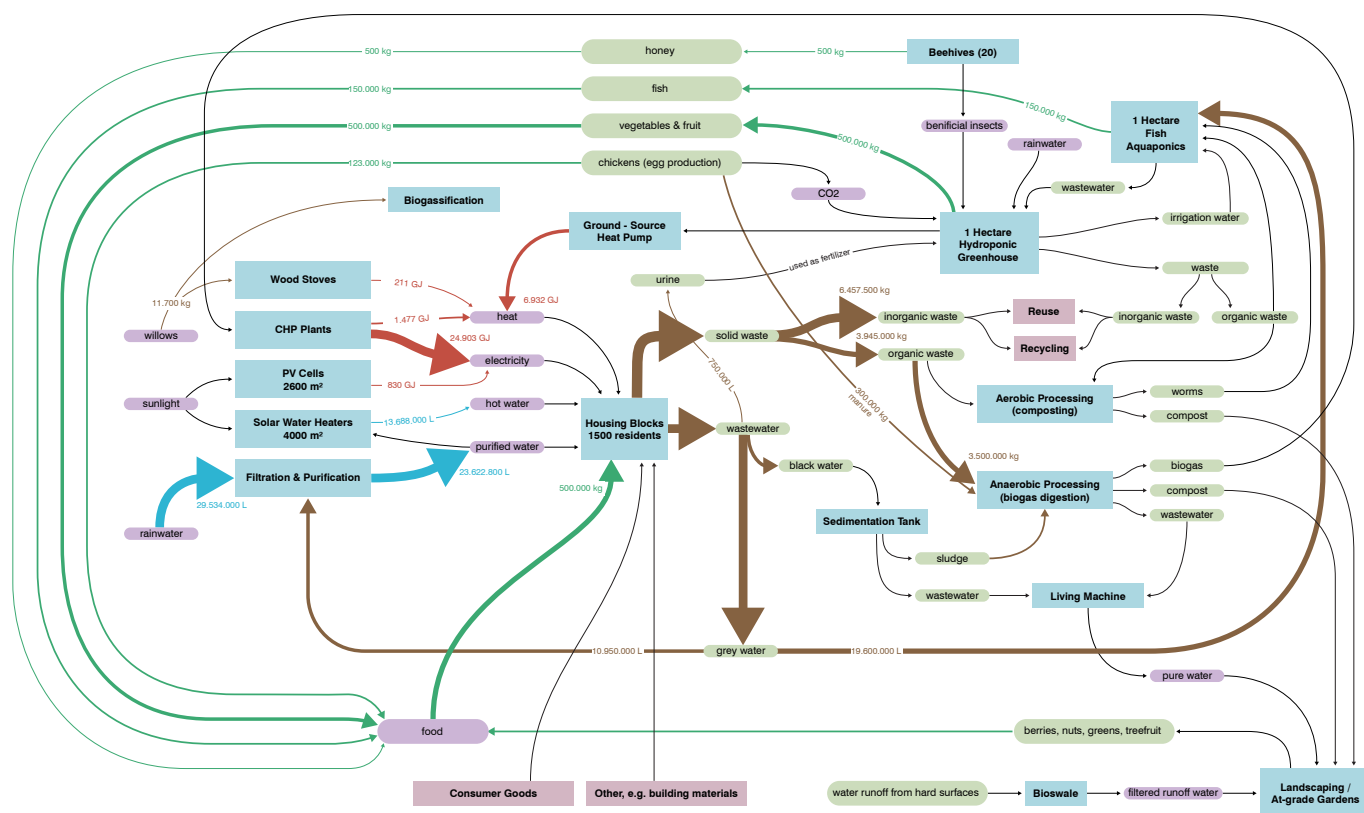 500 kg
honey
500 kg
Beehives (20)
150.000 kg
fish
150.000 kg
1 Hectare
Fish
Aquaponics
500.000 kg
vegetables & fruit
500.000 kg
benificial insects
rainwater
123.000 kg
chickens (egg production)
CO2
wastewater
Biogassification
Ground - Source
Heat Pump
1 Hectare
Hydroponic
Greenhouse
irrigation water
Wood Stoves
211 GJ
6.932 GJ
urine
used as fertilizer
waste
11.700 kg
willows
CHP Plants
1.477 GJ
24.903 GJ
heat
6.457.500 kg
inorganic waste
Reuse
Recycling
inorganic waste
organic waste
solid waste
3.945.000 kg
organic waste
electricity
PV Cells
2600 m²
830 GJ
750.000 L
300.000 kg
manure
sunlight
hot water
Solar Water Heaters
4000 m²
13.688.000 L
Housing Blocks
1500 residents
wastewater
Aerobic Processing
(composting)
worms
compost
purified water
Filtration & Purification
23.622.800 L
29.534.000 L
500.000 kg
black water
3.500.000 kg
Anaerobic Processing
(biogas digestion)
biogas
compost
wastewater
rainwater
Sedimentation Tank
sludge
wastewater
Living Machine
10.950.000 L
grey water
19.600.000 L
pure water
food
berries, nuts, greens, treefruit
Consumer Goods
Other, e.g. building materials
water runoff from hard surfaces
Bioswale
filtered runoff water
Landscaping /
At-grade Gardens